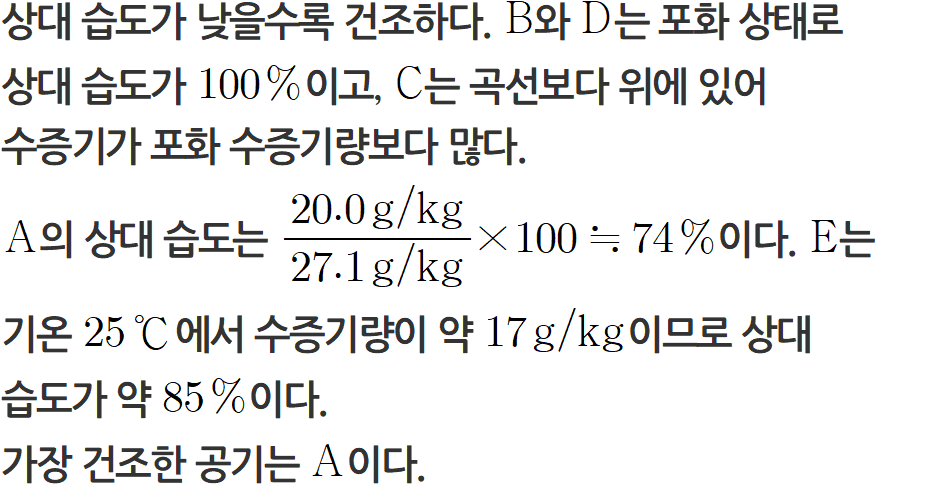 상대 습도가 낮을수록 건조하다. B와 D는 포화 상태로
상대 습도가 100%이고, C는 곡선보다 위에 있어
수증기가 포화 수증기량보다 많다.
A의 상대 습도는 \frac{20.0 g/kg}{27.1 g/kg}×100≒74%이다. E는
기온 25℃에서 수증기량이 약 17 g/kg이므로 상대
습도가 약 85%이다.
가장 건조한 공기는 A이다.